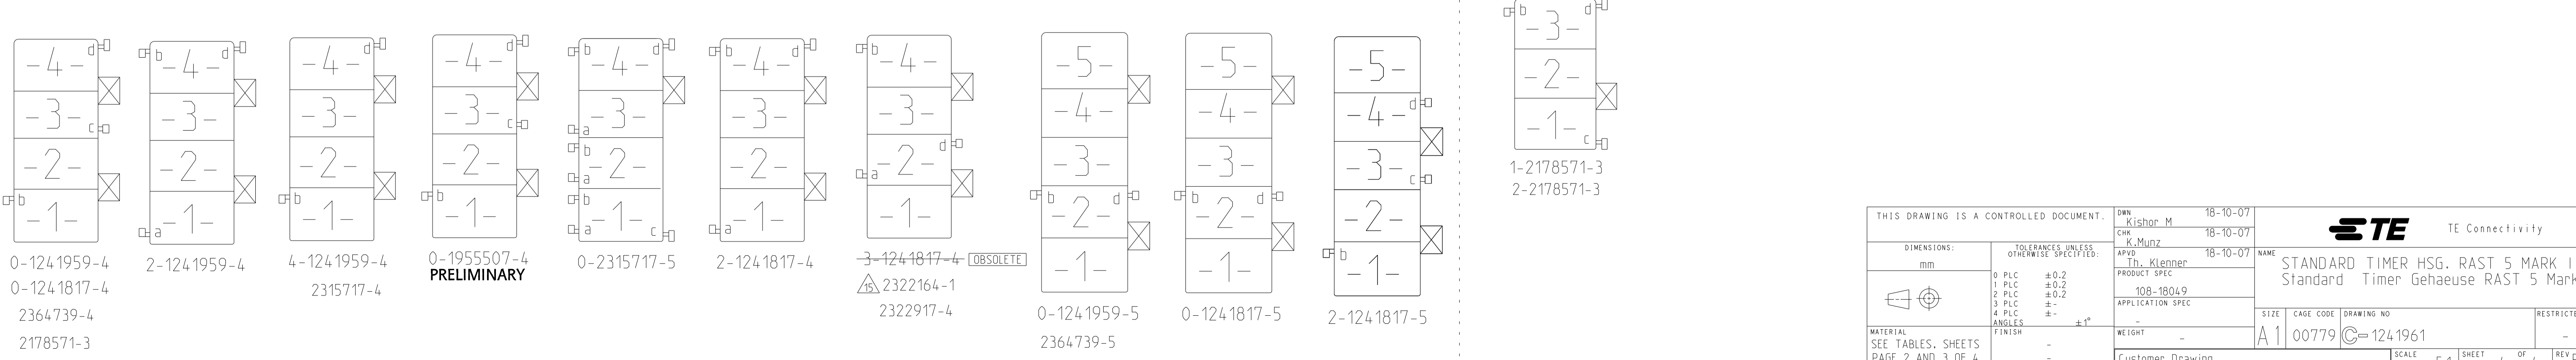 -4- d
-3- c
-2-
b -1-
0-1241959-4
0-1241817-4
2364739-4
2178571-3
b -4- d
-3-
-2-
a -1-
2-1241959-4
-4- d
-3-
-2-
b -1-
4-1241959-4
2315717-4
-4- d
-3- c
-2-
b -1-
0-1955507-4
PRELIMINARY
b -4- d
a -3-
b
a -2-
b
a -1- c
0-2315717-5
b -4- d
-3-
-2-
a -1-
2-1241817-4
b -4-
-3-
a -2- d
-1-
3-1241817-4 OBSOLETE
15 2322164-1
2322917-4
-5-
-4-
-3-
b -2- d
-1-
0-1241959-5
2364739-5
-5-
-4-
-3-
b -2- d
-1-
0-1241817-5
-5-
-4- d
-3- c
-2-
b -1-
2-1241817-5
b -3- d
-2-
-1- c
1-2178571-3
2-2178571-3
THIS DRAWING IS A CONTROLLED DOCUMENT.
DIMENSIONS:
mm
TOLERANCES UNLESS
OTHERWISE SPECIFIED:
0 PLC ±0.2
1 PLC ±0.2
2 PLC ±0.2
3 PLC ±-
4 PLC ±-
ANGLES ±1°
MATERIAL
SEE TABLES, SHEETS
PAGE 2 AND 3 OF 4
FINISH
-
-
DWN 18-10-07
Kishor M
CHK 18-10-07
K.Munz
APVD 18-10-07
Th. Klenner
PRODUCT SPEC
108-18049
APPLICATION SPEC
-
WEIGHT
-
Customer Drawing
TE TE Connectivity
NAME
STANDARD TIMER HSG. RAST 5 MARK I
Standard Timer Gehaeuse RAST 5 Mark
SIZE CAGE CODE DRAWING NO
A1 00779 C-1241961
SCALE SHEET OF REV